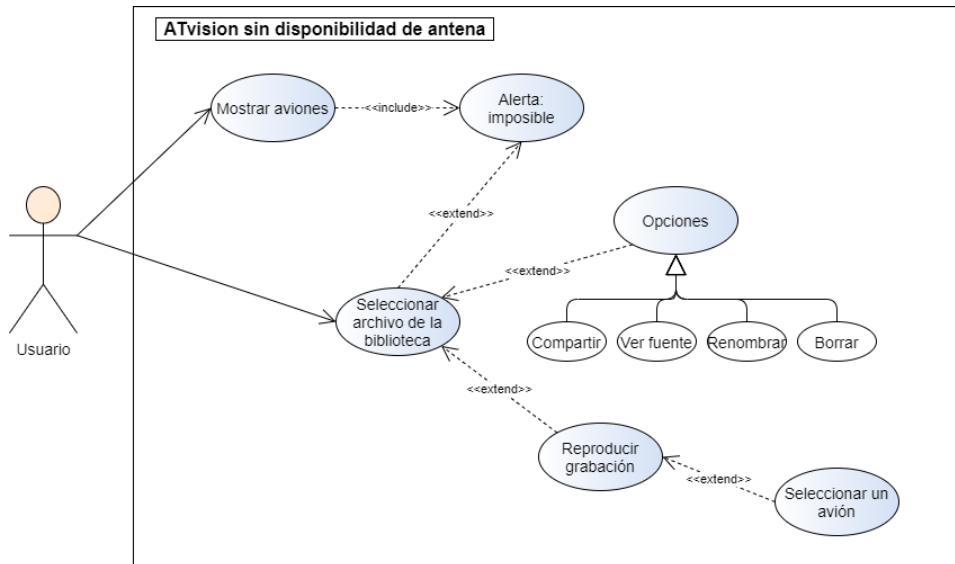 ATvision sin disponibilidad de antena
Mostrar aviones
<<include>>
Alerta:
imposible
<<extend>>
Opciones
<<extend>>
Seleccionar
archivo de la
biblioteca
Compartir
Ver fuente
Renombrar
Borrar
Usuario
<<extend>>
Reproducir
grabación
<<extend>>
Seleccionar un
avión